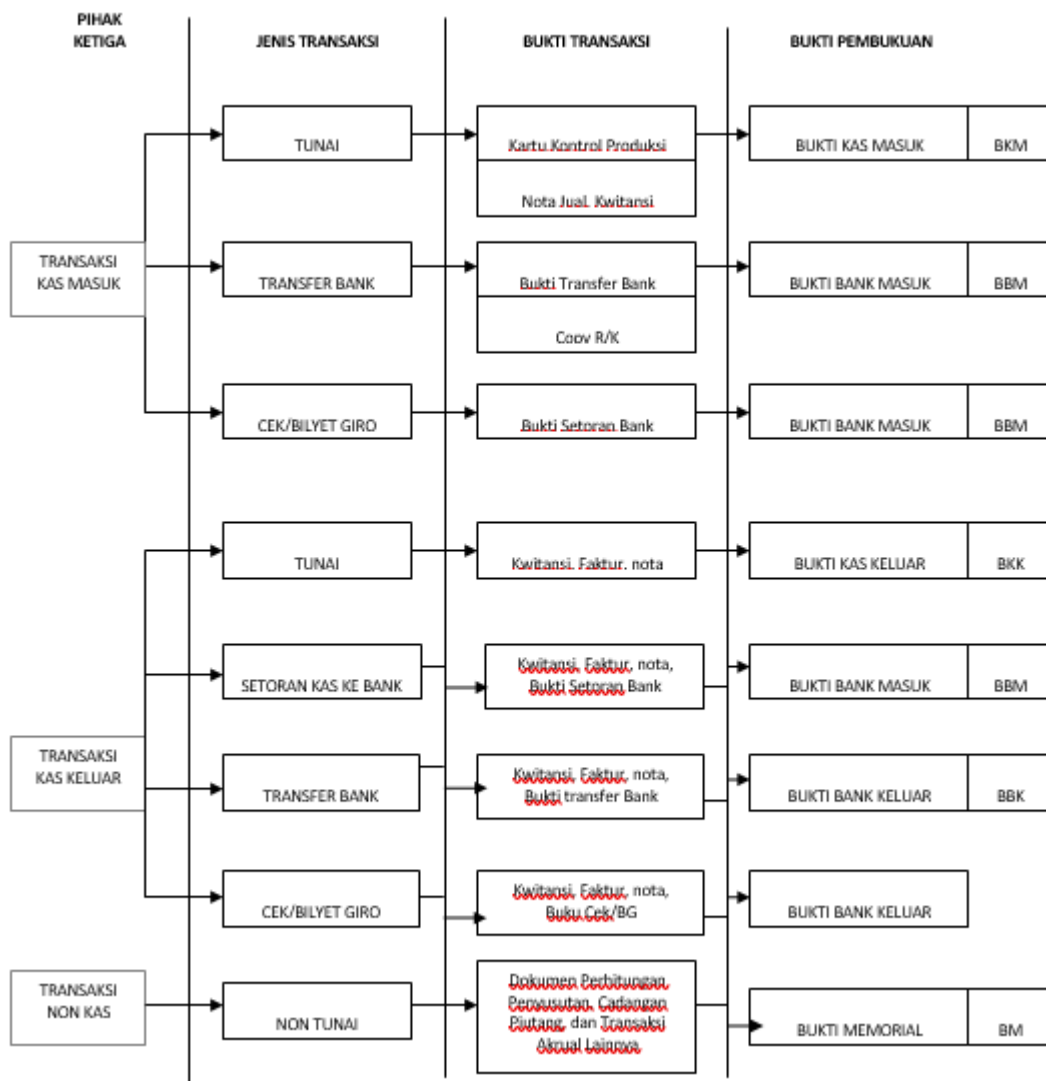 PIHAK
KETIGA
JENIS TRANSAKSI
BUKTI TRANSAKSI
BUKTI PEMBUKUAN
TUNAI
Kartu Kontrol Produksi
BUKTI KAS MASUK
BKM
Nota Jual, Kwitansi
TRANSAKSI
KAS MASUK
TRANSFER BANK
Bukti Transfer Bank
BUKTI BANK MASUK
BBM
Copy R/K
CEK/BILYET GIRO
Bukti Setoran Bank
BUKTI BANK MASUK
BBM
TUNAI
Kwitansi, Faktur, nota
BUKTI KAS KELUAR
BKK
SETORAN KAS KE BANK
Kwitansi, Faktur, nota,
Bukti Setoran Bank
BUKTI BANK MASUK
BBM
TRANSAKSI
KAS KELUAR
TRANSFER BANK
Kwitansi, Faktur, nota,
Bukti transfer Bank
BUKTI BANK KELUAR
BBK
CEK/BILYET GIRO
Kwitansi, Faktur, nota,
Buku Cek/BG
BUKTI BANK KELUAR
TRANSAKSI
NON KAS
NON TUNAI
Dokumen Perhitungan
Penyusutan, Cadangan
Piutang, dan Transaksi
Akrual Lainnya
BUKTI MEMORIAL
BM